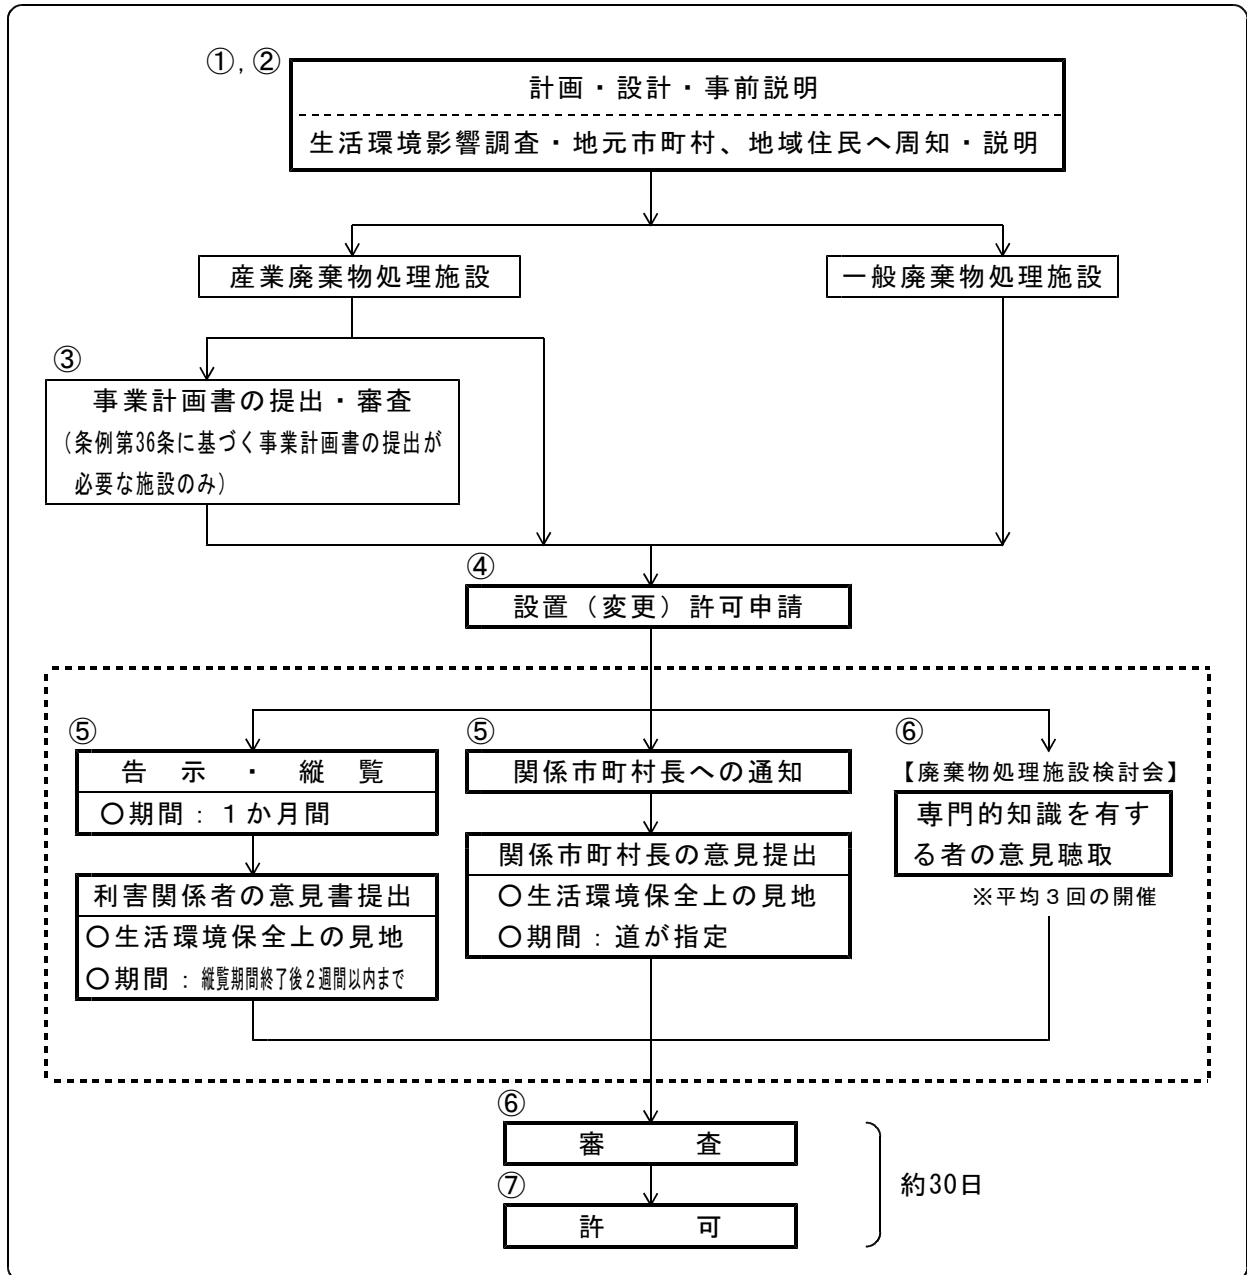 ①,②
計画・設計・事前説明
生活環境影響調査・地元市町村、地域住民へ周知・説明
産業廃棄物処理施設
一般廃棄物処理施設
③
事業計画書の提出・審査
(条例第36条に基づく事業計画書の提出が
必要な施設のみ)
④
設置(変更)許可申請
⑤
告示・縦覧
○期間:1か月間
利害関係者の意見書提出
○生活環境保全上の見地
○期間:縦覧期間終了後2週間以内まで
⑤
関係市町村長への通知
関係市町村長の意見提出
○生活環境保全上の見地
○期間:道が指定
⑥
【廃棄物処理施設検討会】
専門的知識を有す
る者の意見聴取
※平均3回の開催
⑥
審査
⑦
許可
約30日